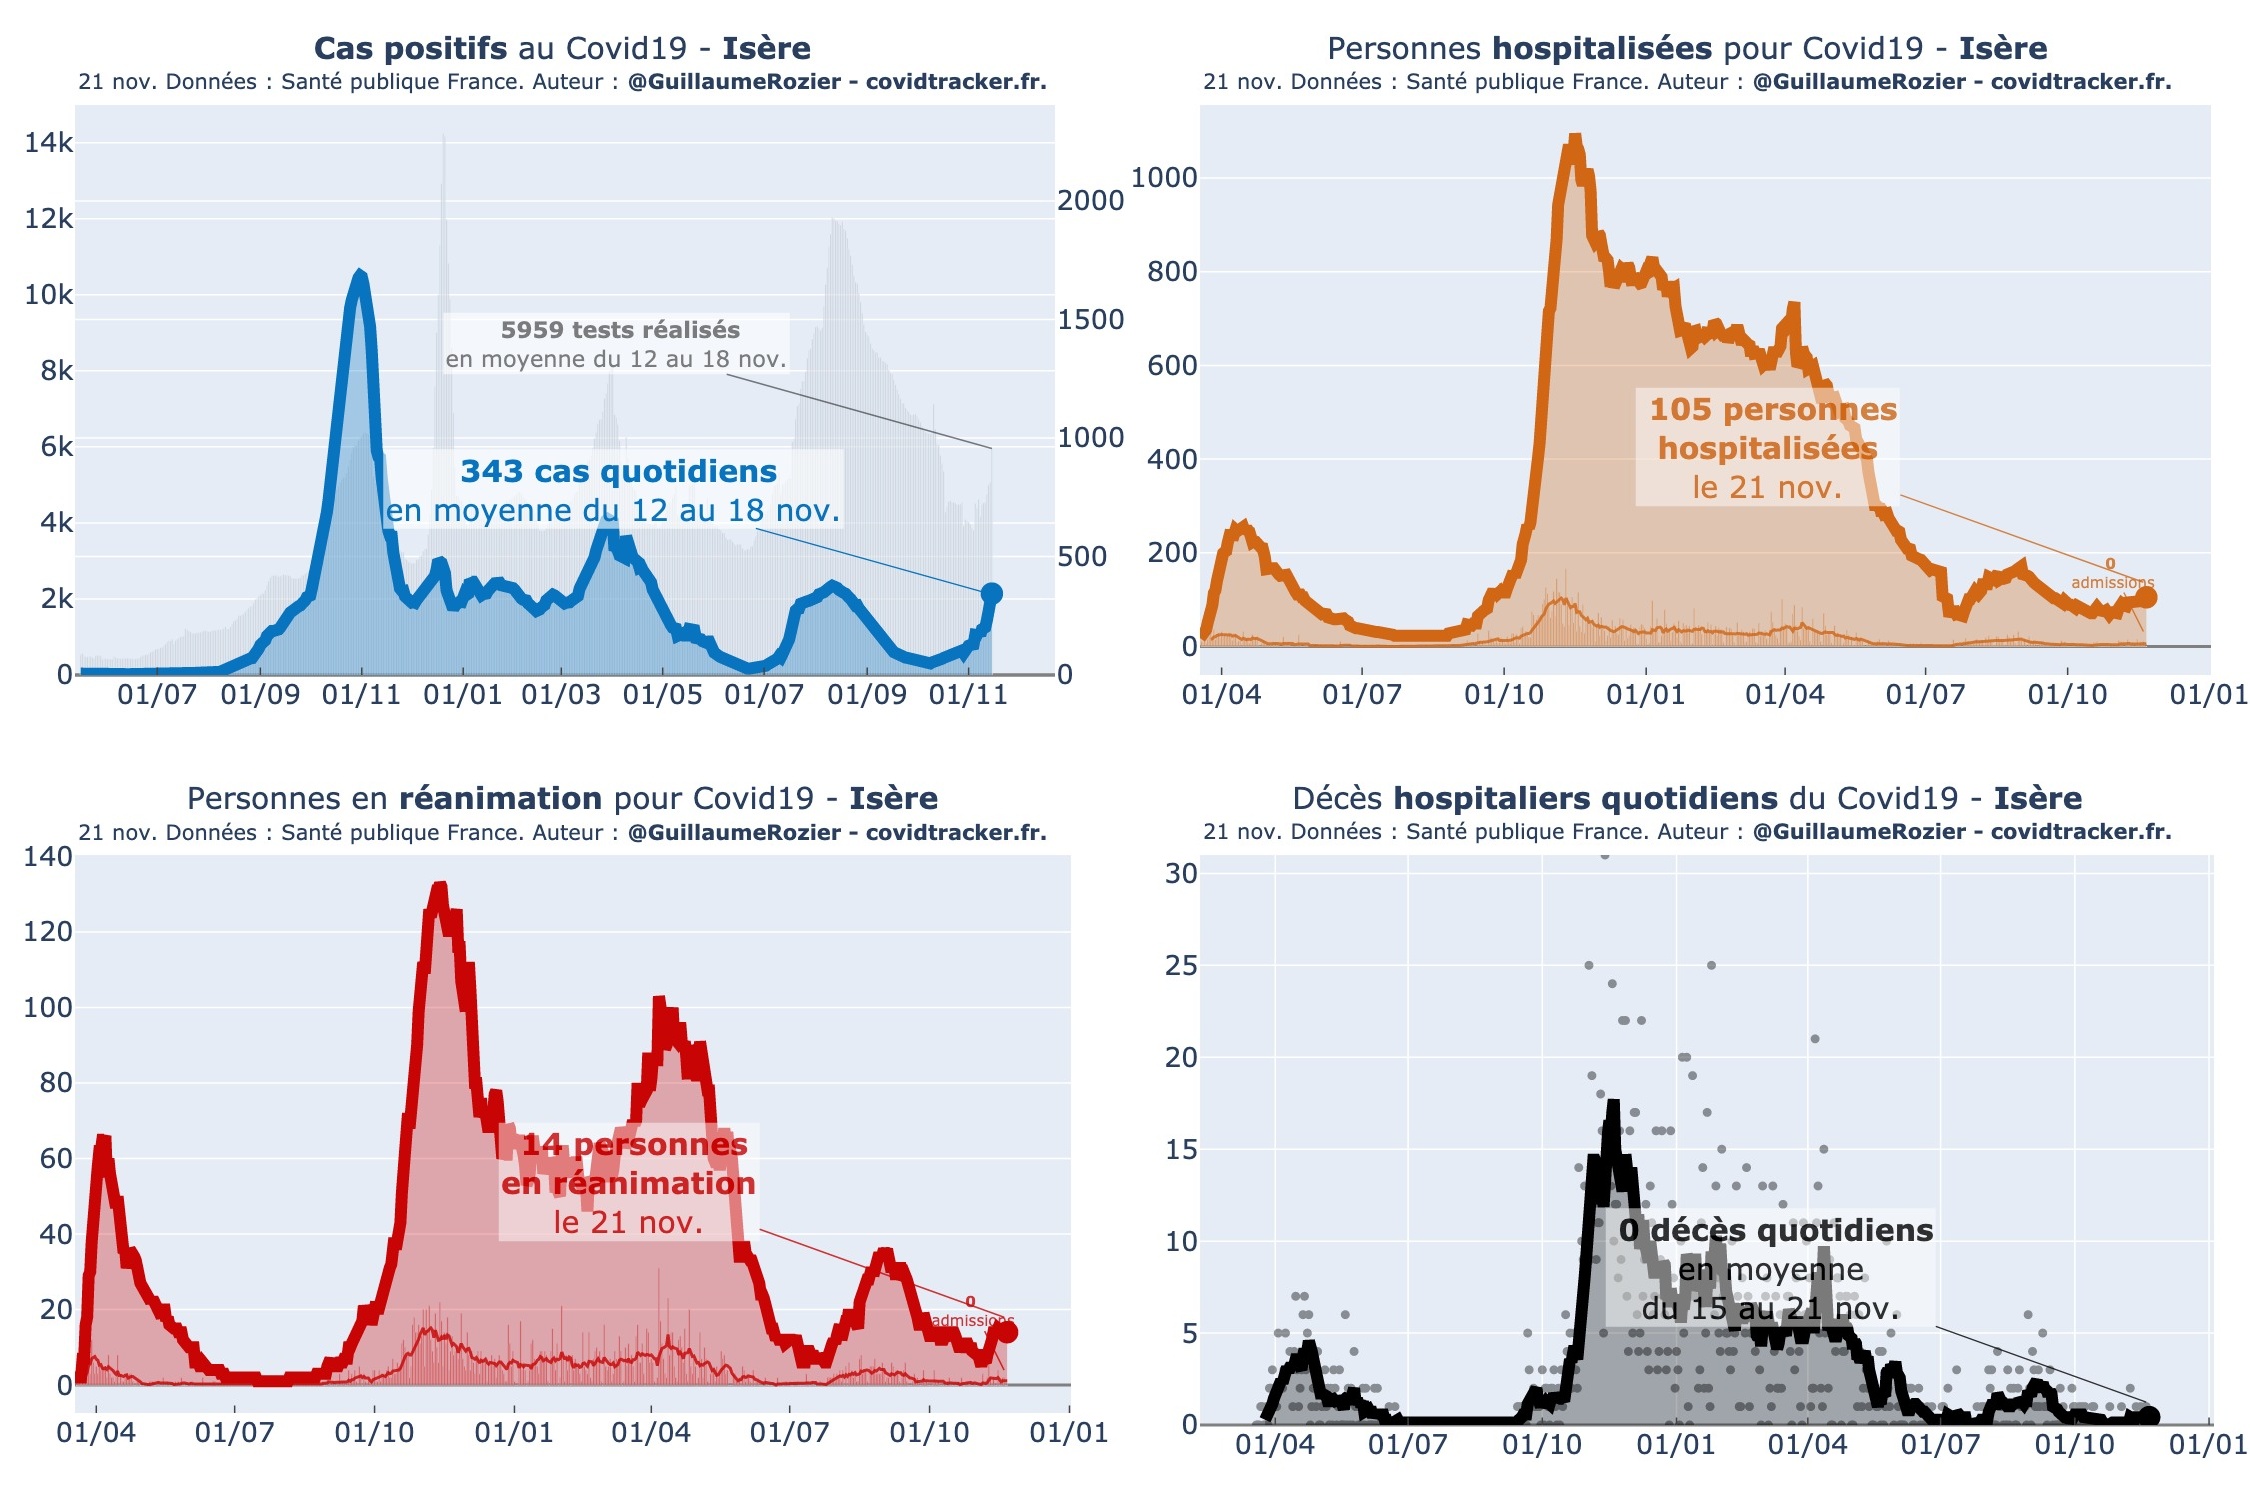 Cas positifs au Covid19 - Isère
21 nov. Données : Santé publique France. Auteur : @GuillaumeRozier - covidtracker.fr.
14k
12k
10k
8k
6k
4k
2k
0
2000
1500
1000
500
0
5959 tests réalisés
en moyenne du 12 au 18 nov.
343 cas quotidiens
en moyenne du 12 au 18 nov.
01/07 01/09 01/11 01/01 01/03 01/05 01/07 01/09 01/11
Personnes hospitalisées pour Covid19 - Isère
21 nov. Données : Santé publique France. Auteur : @GuillaumeRozier - covidtracker.fr.
1000
800
600
400
200
0
105 personnes
hospitalisées
le 21 nov.
0
admissions
01/04 01/07 01/10 01/01 01/04 01/07 01/10 01/01
Personnes en réanimation pour Covid19 - Isère
21 nov. Données : Santé publique France. Auteur : @GuillaumeRozier - covidtracker.fr.
140
120
100
80
60
40
20
0
14 personnes
en réanimation
le 21 nov.
0
admissions
01/04 01/07 01/10 01/01 01/04 01/07 01/10 01/01
Décès hospitaliers quotidiens du Covid19 - Isère
21 nov. Données : Santé publique France. Auteur : @GuillaumeRozier - covidtracker.fr.
30
25
20
15
10
5
0
0 décès quotidiens
en moyenne
du 15 au 21 nov.
01/04 01/07 01/10 01/01 01/04 01/07 01/10 01/01